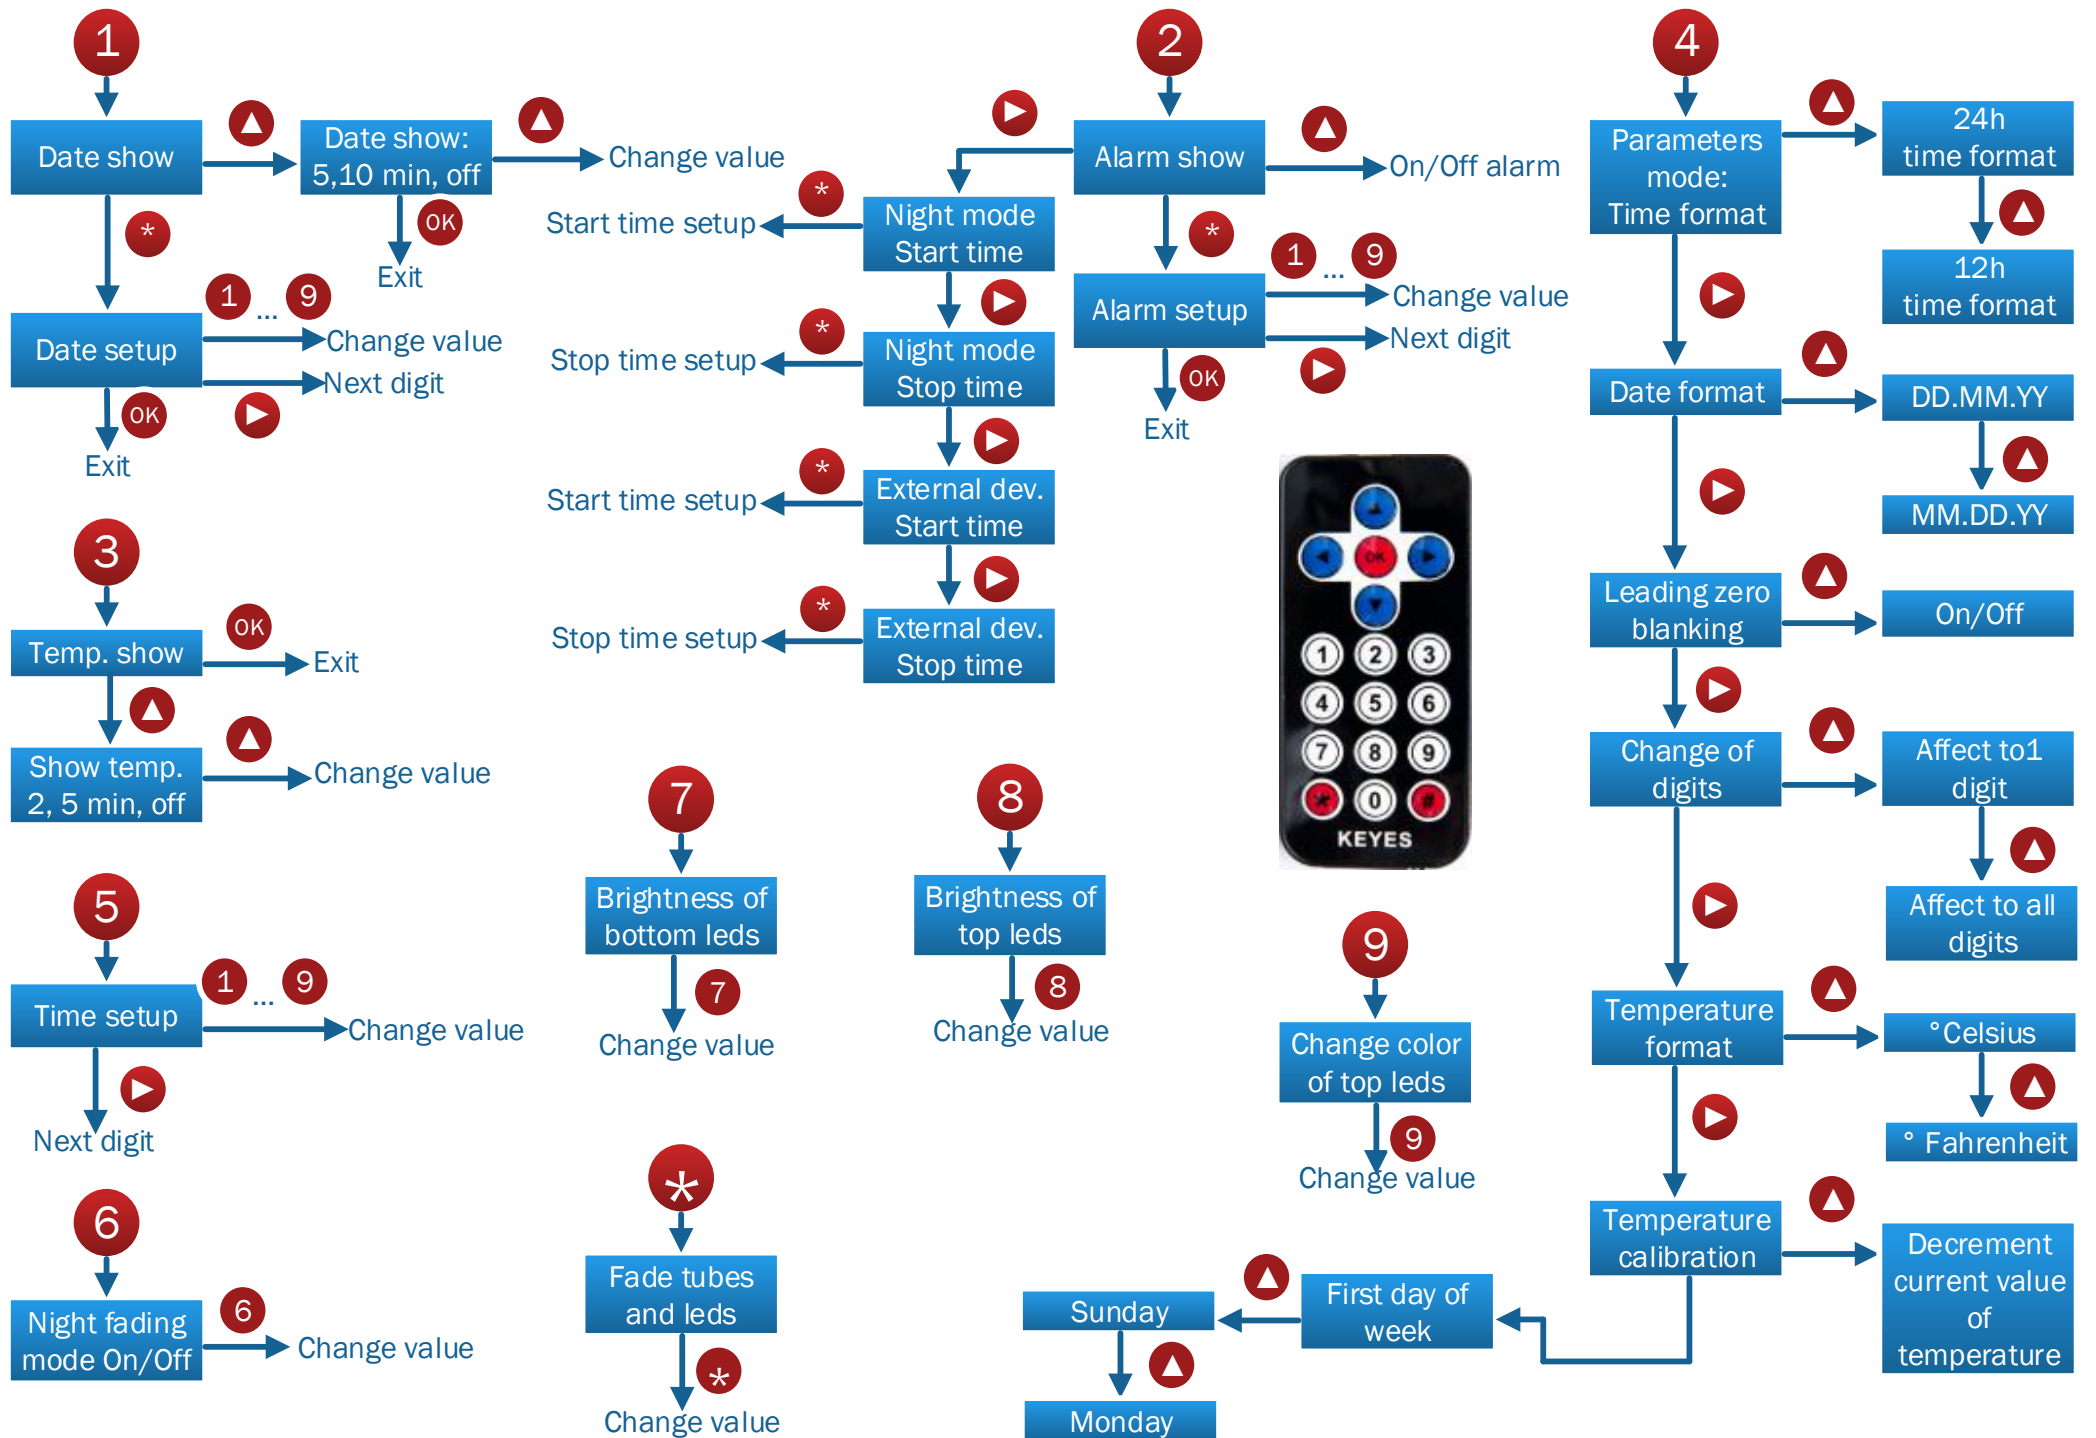 1
Date show
Date show:
5,10 min, off
Change value
OK
Exit
*
Date setup
1 ... 9
Change value
Next digit
OK
Exit
2
Alarm show
On/Off alarm
*
Alarm setup
1 ... 9
Change value
Next digit
OK
Exit
Night mode
Start time
*
Start time setup
Night mode
Stop time
*
Stop time setup
External dev.
Start time
*
Start time setup
External dev.
Stop time
*
Stop time setup
3
Temp. show
OK
Exit
Show temp.
2, 5 min, off
Change value
4
Parameters
mode:
Time format
24h
time format
12h
time format
Date format
DD.MM.YY
MM.DD.YY
Leading zero
blanking
On/Off
Change of
digits
Affect to1
digit
Affect to all
digits
Temperature
format
°Celsius
° Fahrenheit
Temperature
calibration
Decrement
current value
of
temperature
First day of
week
Sunday
Monday
5
Time setup
1 ... 9
Change value
Next digit
6
Night fading
mode On/Off
6
Change value
7
Brightness of
bottom leds
7
Change value
8
Brightness of
top leds
8
Change value
9
Change color
of top leds
9
Change value
*
Fade tubes
and leds
*
Change value
OK
1 2 3
4 5 6
7 8 9
* 0 #
KEYES